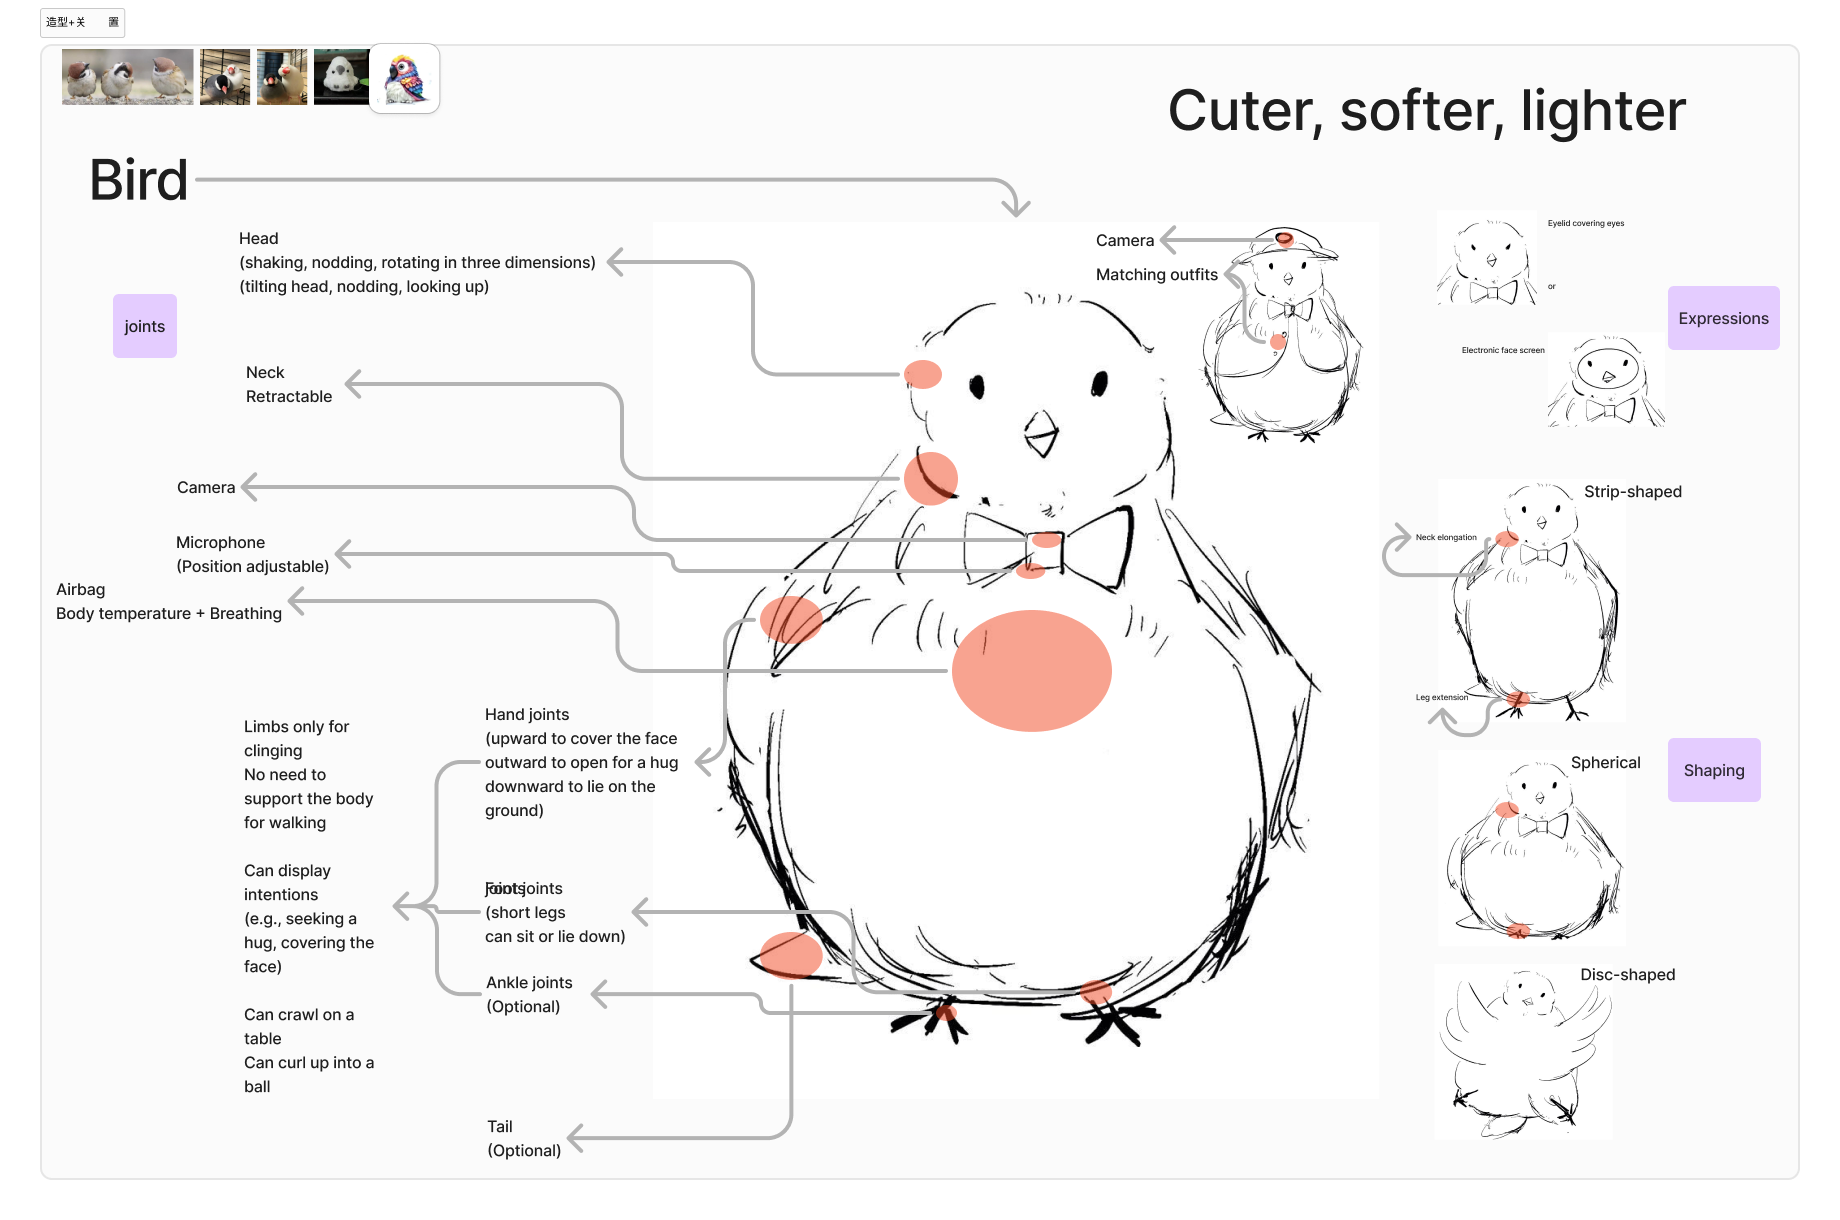 造型+关 置
Cuter, softer, lighter
Bird
Head
(shaking, nodding, rotating in three dimensions)
(tilting head, nodding, looking up)
joints
Neck
Retractable
Camera
Microphone
(Position adjustable)
Airbag
Body temperature + Breathing
Limbs only for
clinging
No need to
support the body
for walking
Can display
intentions
(e.g., seeking a
hug, covering the
face)
Can crawl on a
table
Can curl up into a
ball
Hand joints
(upward to cover the face
outward to open for a hug
downward to lie on the
ground)
Foot joints
(short legs
can sit or lie down)
Ankle joints
(Optional)
Tail
(Optional)
Camera
Matching outfits
Eyelid covering eyes
or
Electronic face screen
Expressions
Strip-shaped
Neck elongation
Leg extension
Spherical
Shaping
Disc-shaped